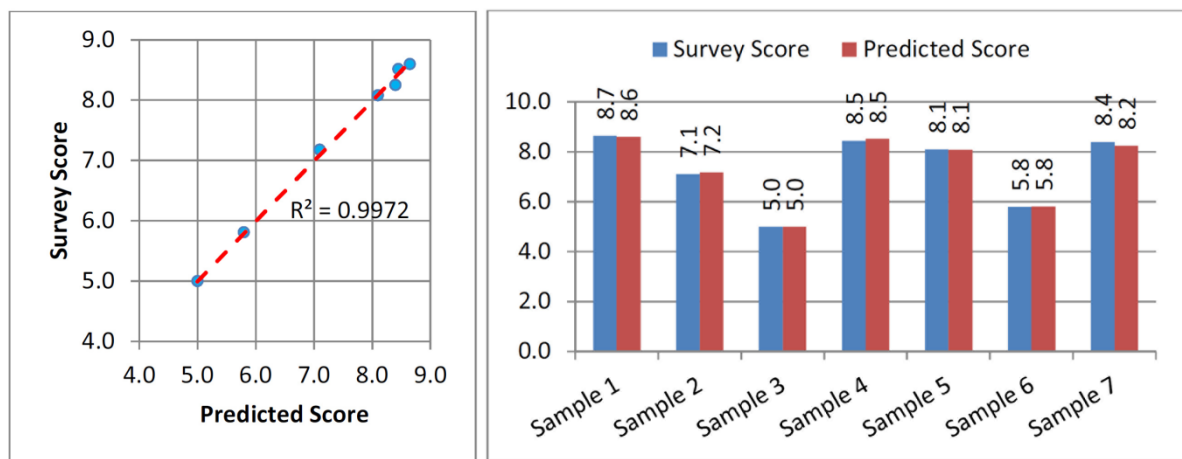 9.0
8.0
7.0
6.0
5.0
4.0
Survey Score
R² = 0.9972
4.0 5.0 6.0 7.0 8.0 9.0
Predicted Score
Survey Score Predicted Score
10.0
8.0
6.0
4.0
2.0
0.0
8.7 8.6
7.1 7.2
5.0 5.0
8.5 8.5
8.1 8.1
5.8 5.8
8.4 8.2
Sample 1
Sample 2
Sample 3
Sample 4
Sample 5
Sample 6
Sample 7